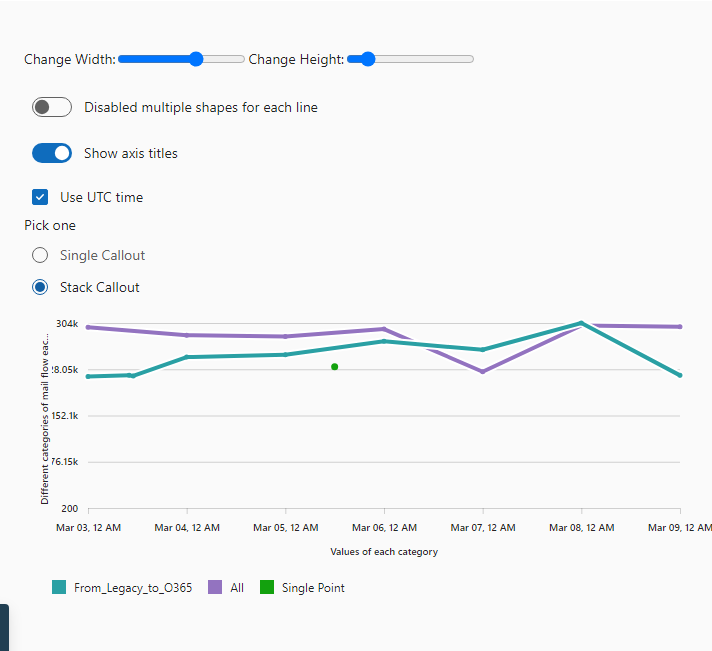 Change Width: Change Height:
Disabled multiple shapes for each line
Show axis titles
Use UTC time
Pick one
Single Callout
Stack Callout
Different categories of mail flow eac...
304k
28.05k
152.1k
76.15k
200
Mar 03, 12 AM Mar 04, 12 AM Mar 05, 12 AM Mar 06, 12 AM Mar 07, 12 AM Mar 08, 12 AM Mar 09, 12 AM
Values of each category
From_Legacy_to_O365 All Single Point